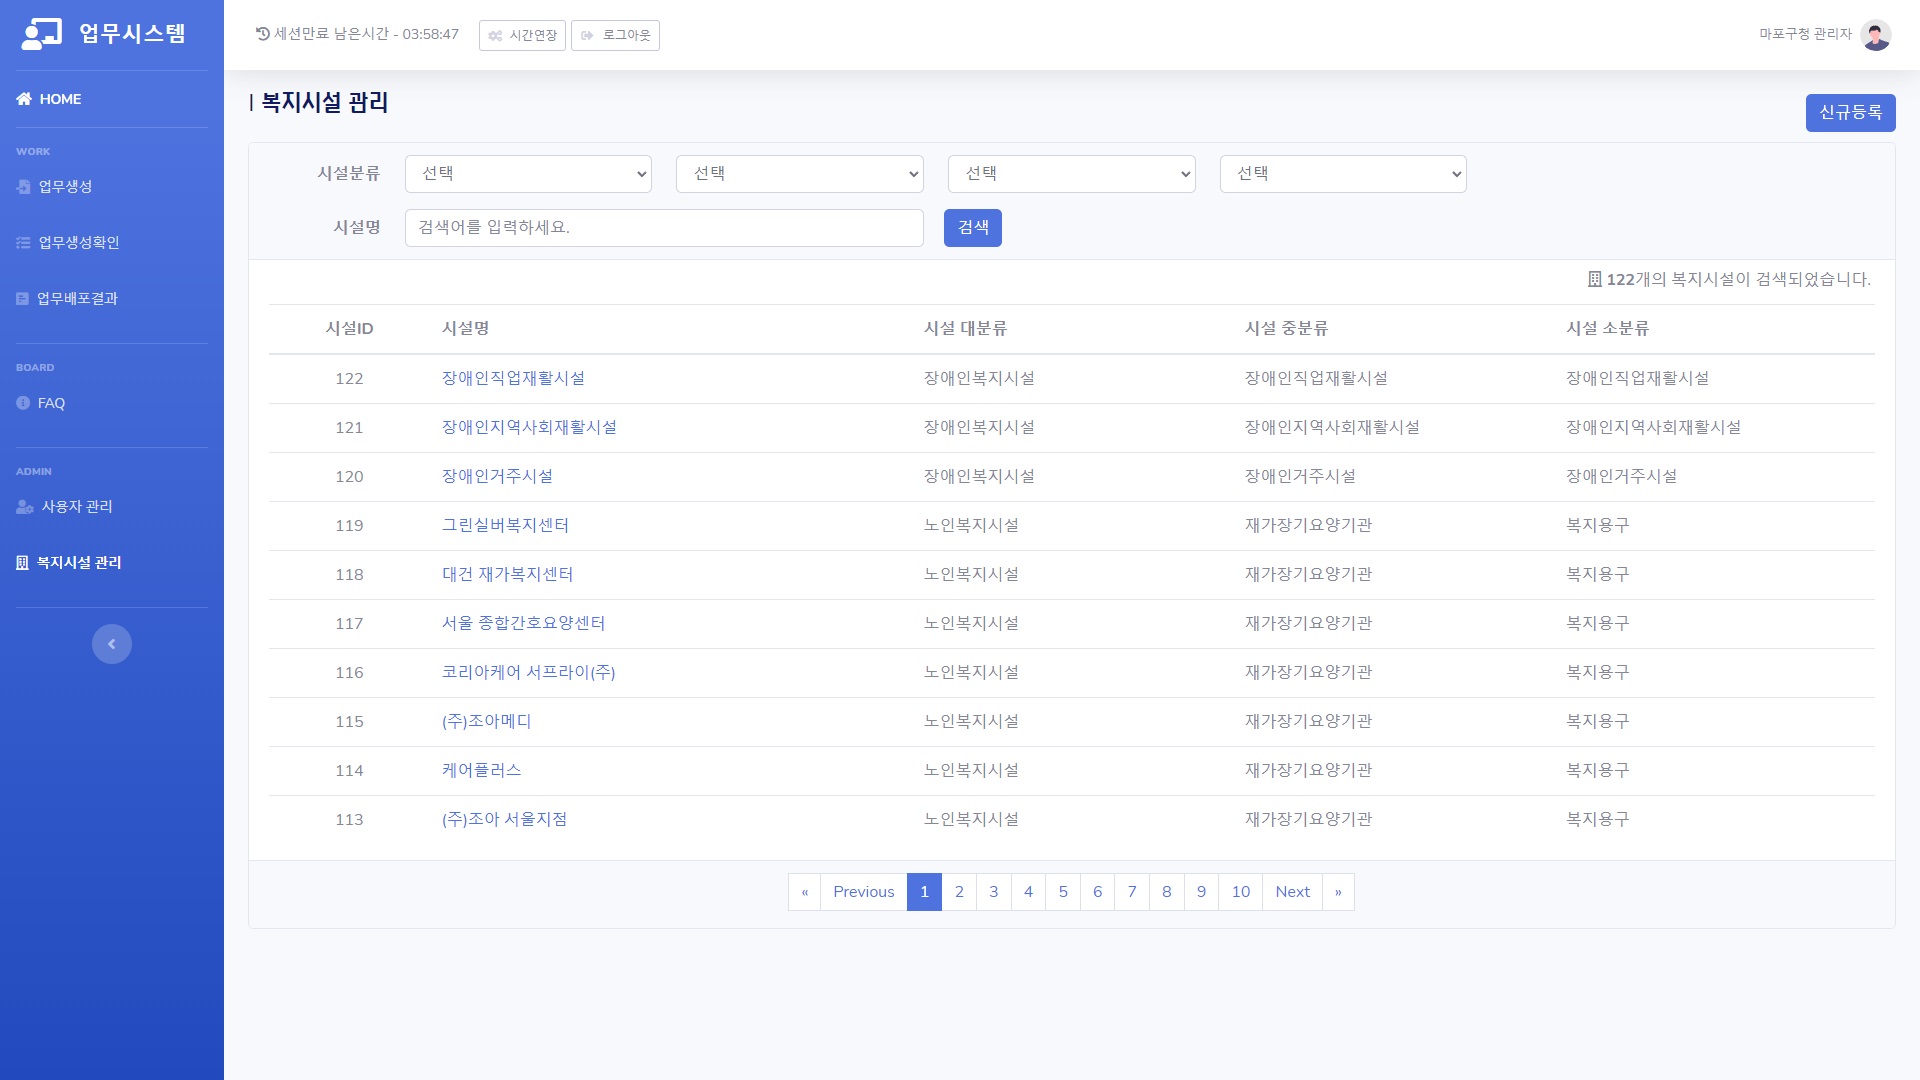 업무시스템
세션만료 남은시간 - 03:58:47 시간연장 로그아웃
마포구청 관리자
HOME
WORK
업무생성
업무생성확인
업무배포결과
BOARD
FAQ
ADMIN
사용자 관리
복지시설 관리
| 복지시설 관리
신규등록
시설분류 선택 선택 선택 선택
시설명 검색어를 입력하세요. 검색
122개의 복지시설이 검색되었습니다.
시설ID 시설명 시설 대분류 시설 중분류 시설 소분류
122 장애인직업재활시설 장애인복지시설 장애인직업재활시설 장애인직업재활시설
121 장애인지역사회재활시설 장애인복지시설 장애인지역사회재활시설 장애인지역사회재활시설
120 장애인거주시설 장애인복지시설 장애인거주시설 장애인거주시설
119 그린실버복지센터 노인복지시설 재가장기요양기관 복지용구
118 대건 재가복지센터 노인복지시설 재가장기요양기관 복지용구
117 서울 종합간호요양센터 노인복지시설 재가장기요양기관 복지용구
116 코리아케어 서프라이(주) 노인복지시설 재가장기요양기관 복지용구
115 (주)조아메디 노인복지시설 재가장기요양기관 복지용구
114 케어플러스 노인복지시설 재가장기요양기관 복지용구
113 (주)조아 서울지점 노인복지시설 재가장기요양기관 복지용구
« Previous 1 2 3 4 5 6 7 8 9 10 Next »